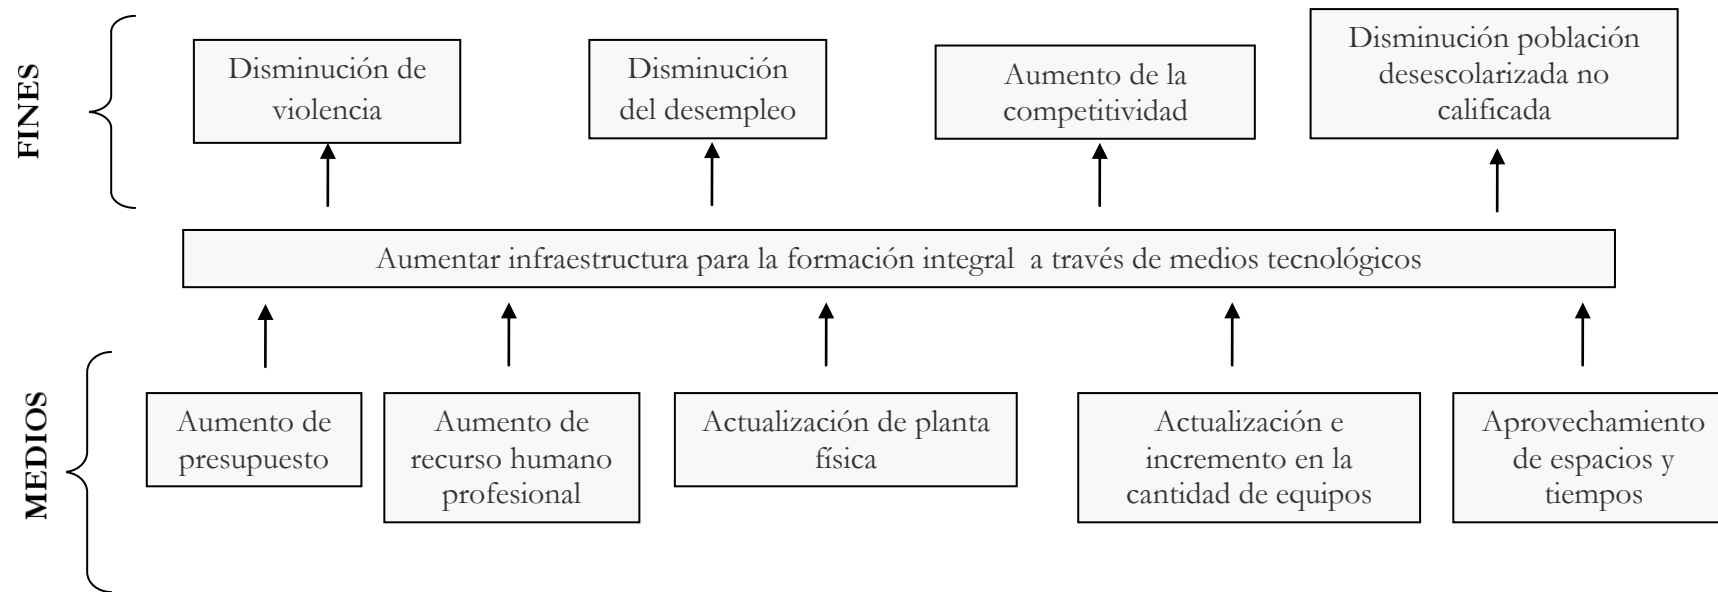 FINES
Disminución de
violencia
Disminución
del desempleo
Aumento de la
competitividad
Disminución población
desescolarizada no
calificada
Aumentar infraestructura para la formación integral  a través de medios tecnológicos
MEDIOS
Aumento de
presupuesto
Aumento de
recurso humano
profesional
Actualización de planta
física
Actualización e
incremento en la
cantidad de equipos
Aprovechamiento
de espacios y
tiempos